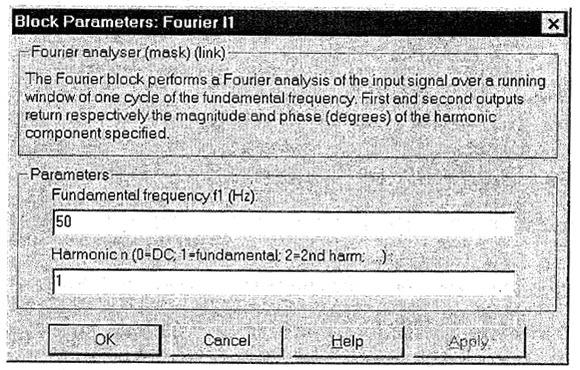 Block Parameters: Fourier I1
Fourier analyser (mask) (link)
The Fourier block performs a Fourier analysis of the input signal over a running
window of one cycle of the fundamental frequency. First and second outputs
return respectively the magnitude and phase (degrees) of the harmonic
component specified.
Parameters
Fundamental frequency f1 (Hz):
50
Harmonic n (0=DC; 1=fundamental; 2=2nd harm; ...) :
1
OK Cancel Help Apply